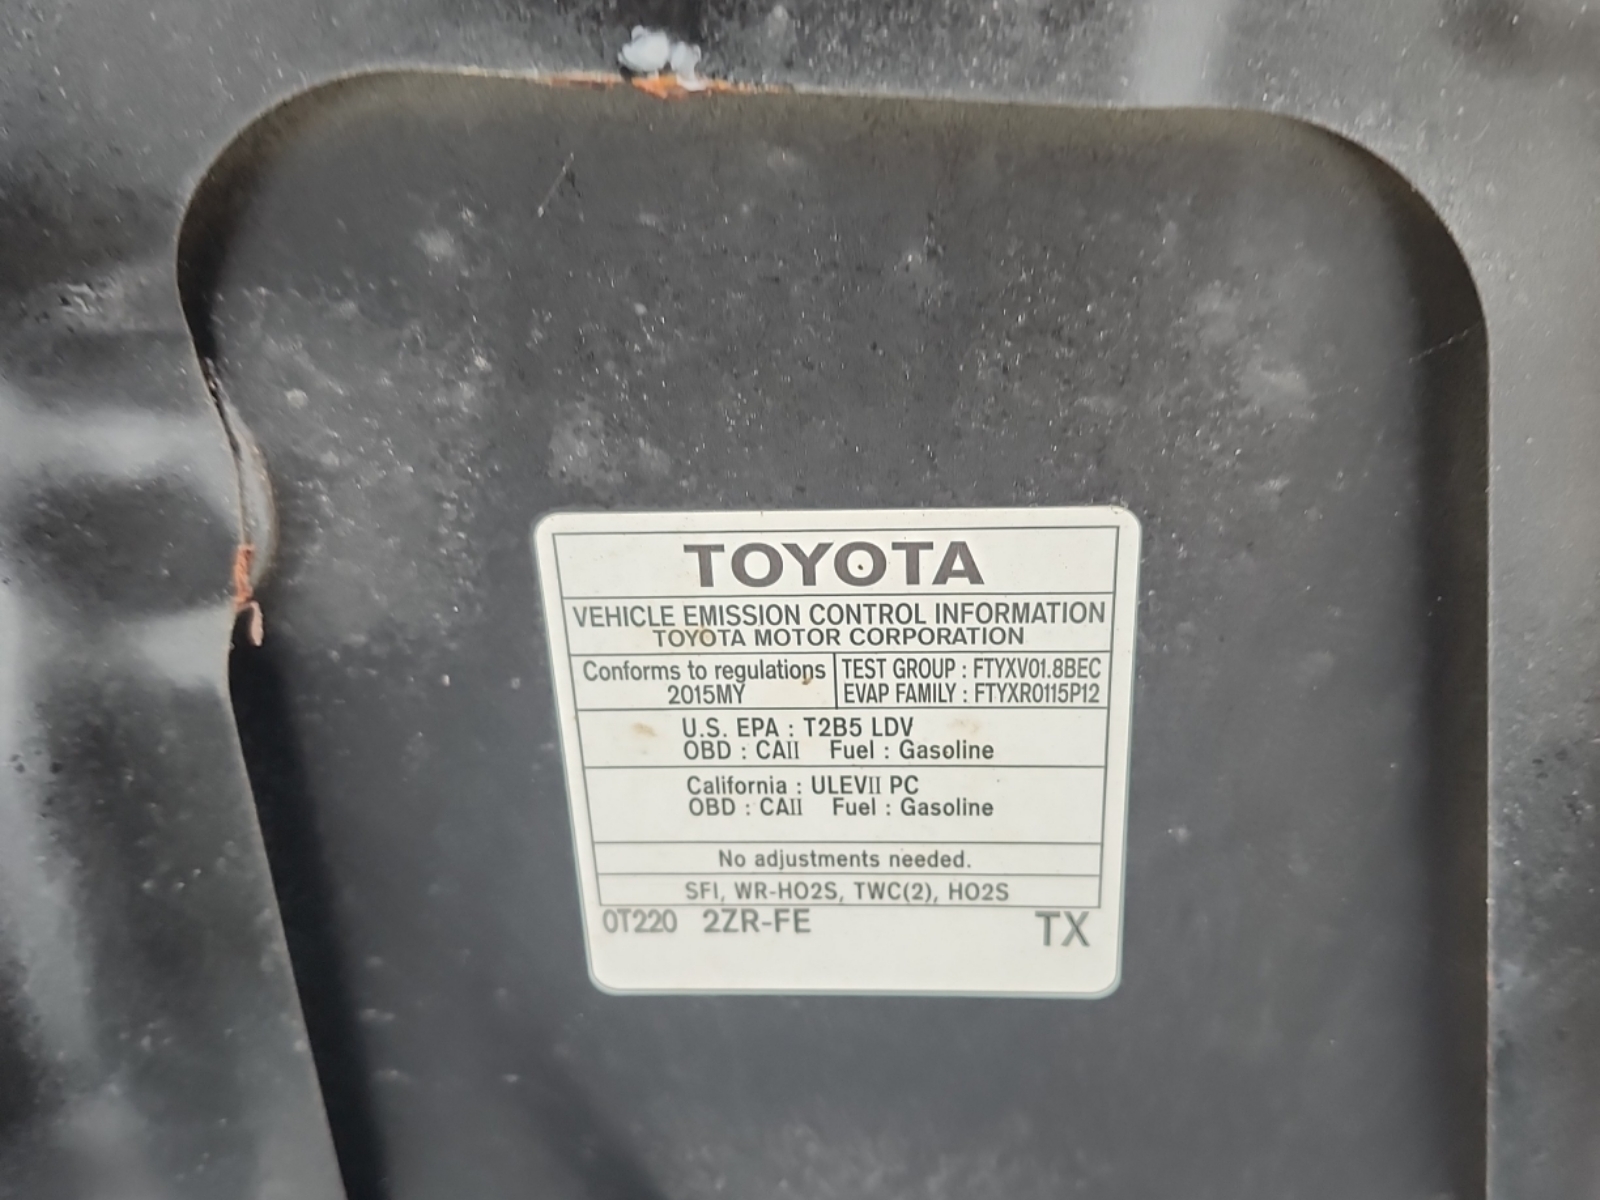 TOYOTA
VEHICLE EMISSION CONTROL INFORMATION
TOYOTA MOTOR CORPORATION
Conforms to regulations
2015MY
TEST GROUP : FTYXV01.8BEC
EVAP FAMILY : FTYXR0115P12
U.S. EPA : T2B5 LDV
OBD : CAII Fuel : Gasoline
California : ULEVII PC
OBD : CAII Fuel : Gasoline
No adjustments needed.
SFI, WR-HO2S, TWC(2), HO2S
0T220 2ZR-FE TX